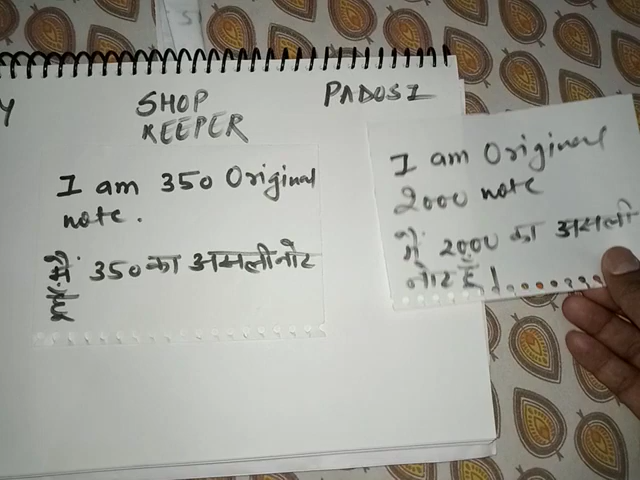 Y
SHOP
KEEPER
PADOSI
I am 350 Original
note.
मैं 350 का असली नोट
हूँ
I am Original
2000 note
मैं 2000 का असली
नोट हूँ।